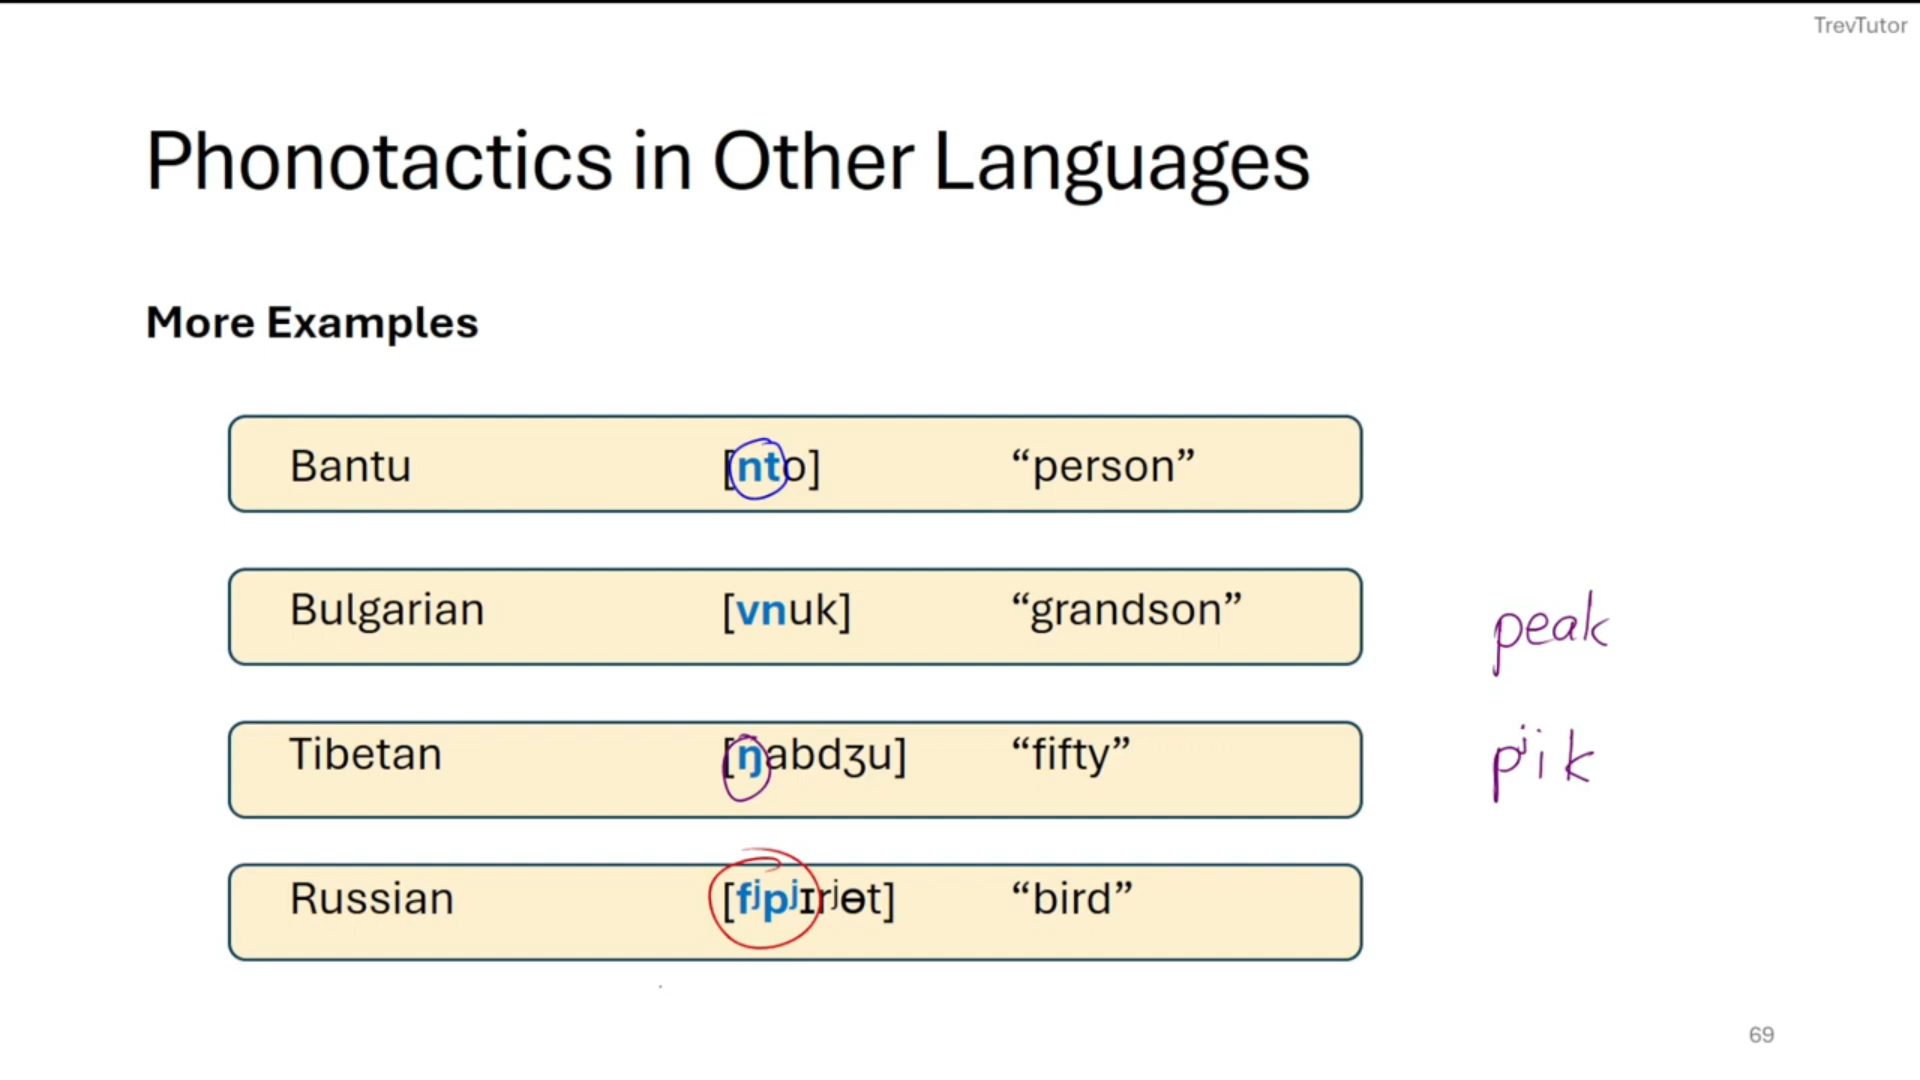 TrevTutor
Phonotactics in Other Languages
More Examples
Bantu [nto] “person”
Bulgarian [vnuk] “grandson”
peak
Tibetan [ŋabdʒu] “fifty”
pʲik
Russian [fʲpʲɪrʲɵt] “bird”
69